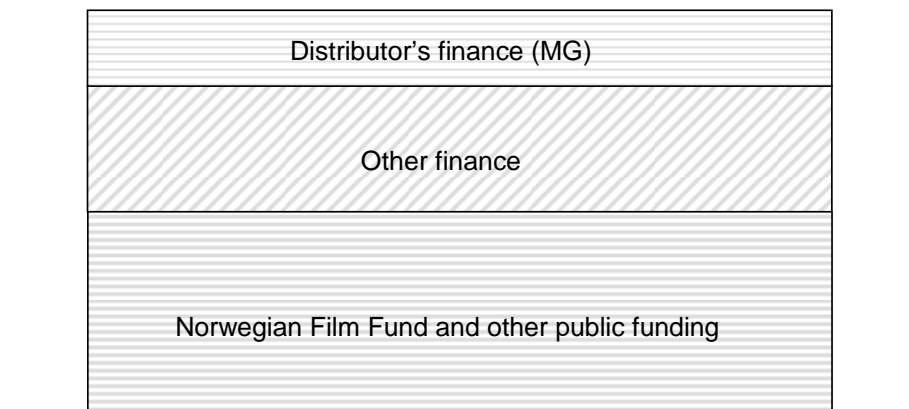 Distributor’s finance (MG)
Other finance
Norwegian Film Fund and other public funding